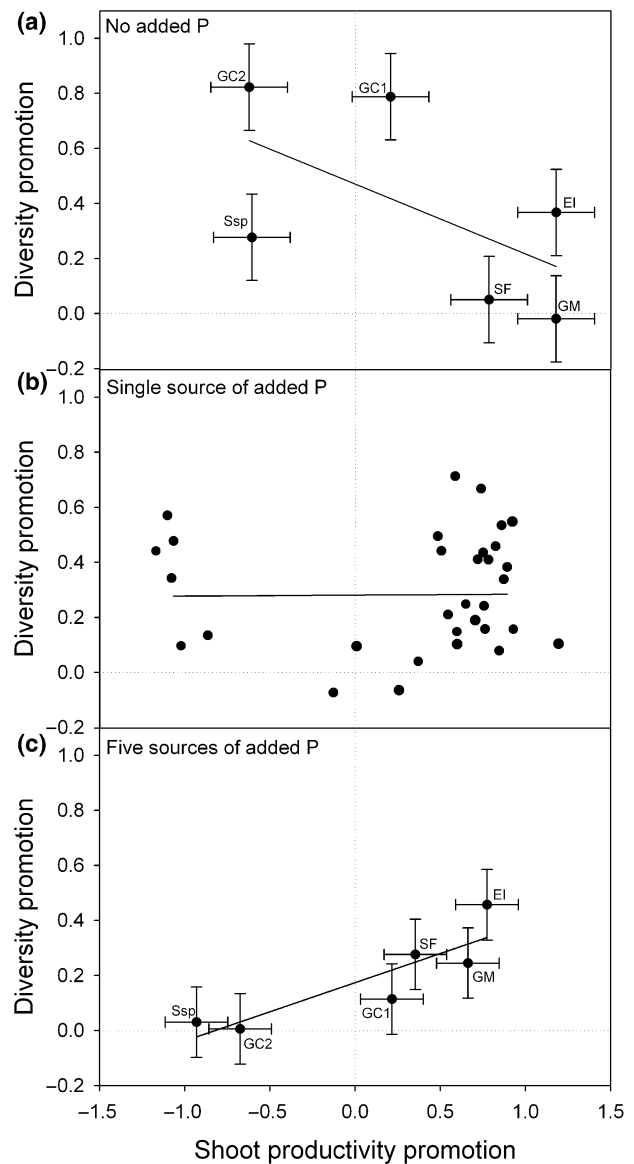 (a) No added P
1.0
0.8
0.6
0.4
0.2
0.0
−0.2
Diversity promotion
GC2
GC1
Ssp
EI
SF
GM
(b) Single source of added P
1.0
0.8
0.6
0.4
0.2
0.0
−0.2
Diversity promotion
(c) Five sources of added P
1.0
0.8
0.6
0.4
0.2
0.0
−0.2
Diversity promotion
EI
SF
GM
GC1
Ssp
GC2
−1.5 −1.0 −0.5 0.0 0.5 1.0 1.5
Shoot productivity promotion